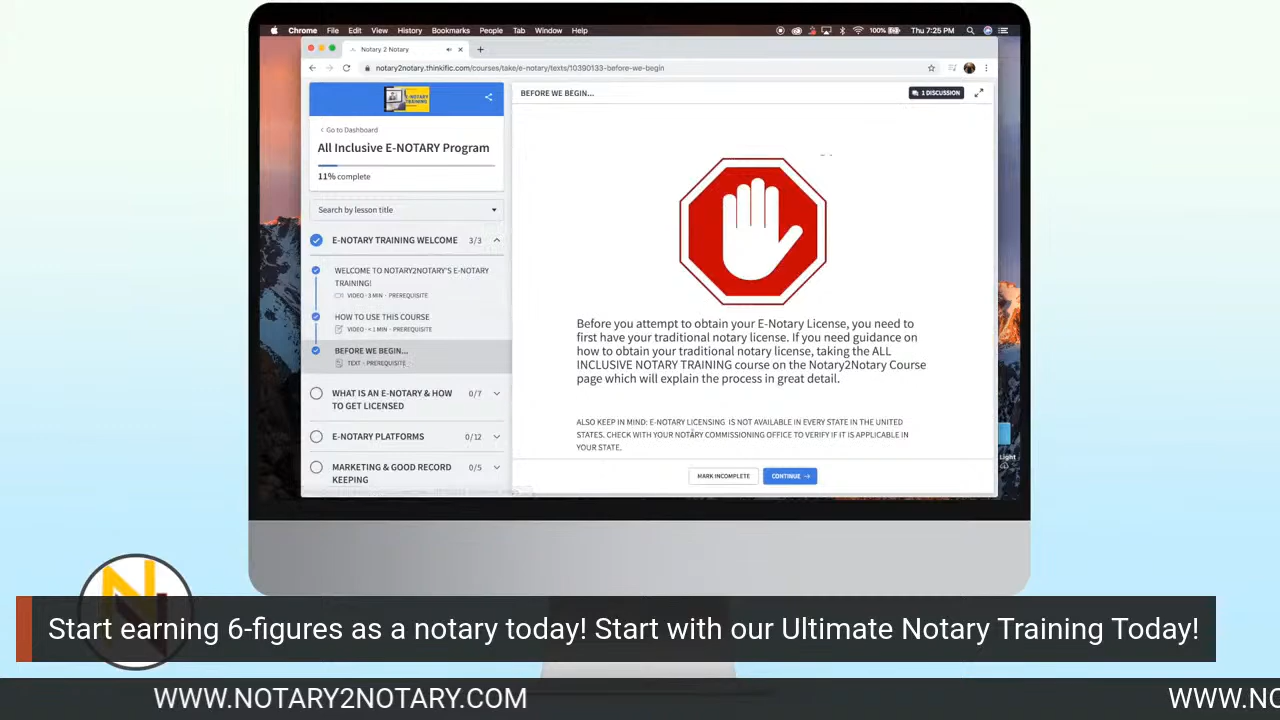 Chrome File Edit View History Bookmarks People Tab Window Help
100% Thu 7:25 PM
Notary 2 Notary
notary2notary.thinkific.com/courses/take/e-notary/texts/10390133-before-we-begin
E-NOTARY
TRAINING
Go to Dashboard
All Inclusive E-NOTARY Program
11% complete
Search by lesson title
E-NOTARY TRAINING WELCOME 3/3
WELCOME TO NOTARY2NOTARY'S E-NOTARY
TRAINING!
VIDEO · 3 MIN · PREREQUISITE
HOW TO USE THIS COURSE
VIDEO · < 1 MIN · PREREQUISITE
BEFORE WE BEGIN...
TEXT · PREREQUISITE
WHAT IS AN E-NOTARY & HOW
TO GET LICENSED
0/7
E-NOTARY PLATFORMS 0/12
MARKETING & GOOD RECORD
KEEPING
0/5
BEFORE WE BEGIN...
1 DISCUSSION
Before you attempt to obtain your E-Notary License, you need to
first have your traditional notary license. If you need guidance on
how to obtain your traditional notary license, taking the ALL
INCLUSIVE NOTARY TRAINING course on the Notary2Notary Course
page which will explain the process in great detail.
ALSO KEEP IN MIND: E-NOTARY LICENSING IS NOT AVAILABLE IN EVERY STATE IN THE UNITED
STATES. CHECK WITH YOUR NOTARY COMMISSIONING OFFICE TO VERIFY IF IT IS APPLICABLE IN
YOUR STATE.
MARK INCOMPLETE
CONTINUE →
Light
Start earning 6-figures as a notary today! Start with our Ultimate Notary Training Today!
WWW.NOTARY2NOTARY.COM
WWW.NO